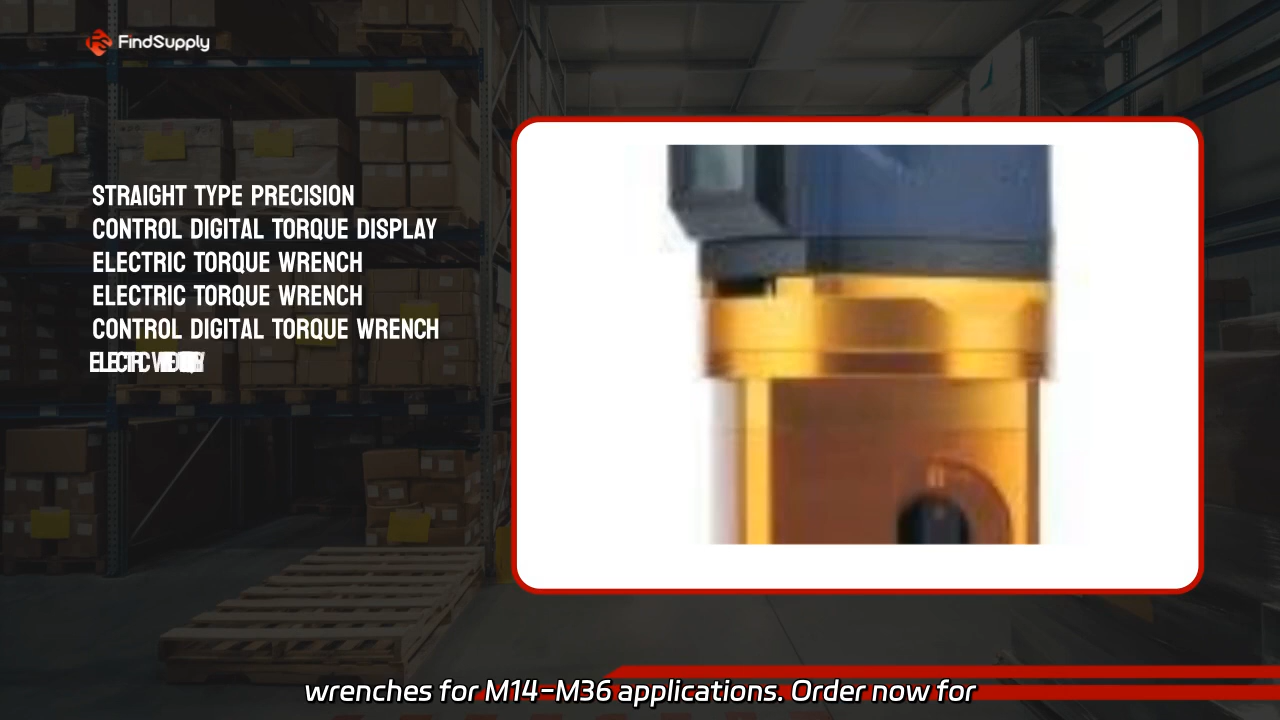 FindSupply
STRAIGHT TYPE PRECISION
CONTROL DIGITAL TORQUE DISPLAY
ELECTRIC TORQUE WRENCH
ELECTRIC TORQUE WRENCH
CONTROL DIGITAL TORQUE WRENCH
wrenches for M14-M36 applications. Order now for